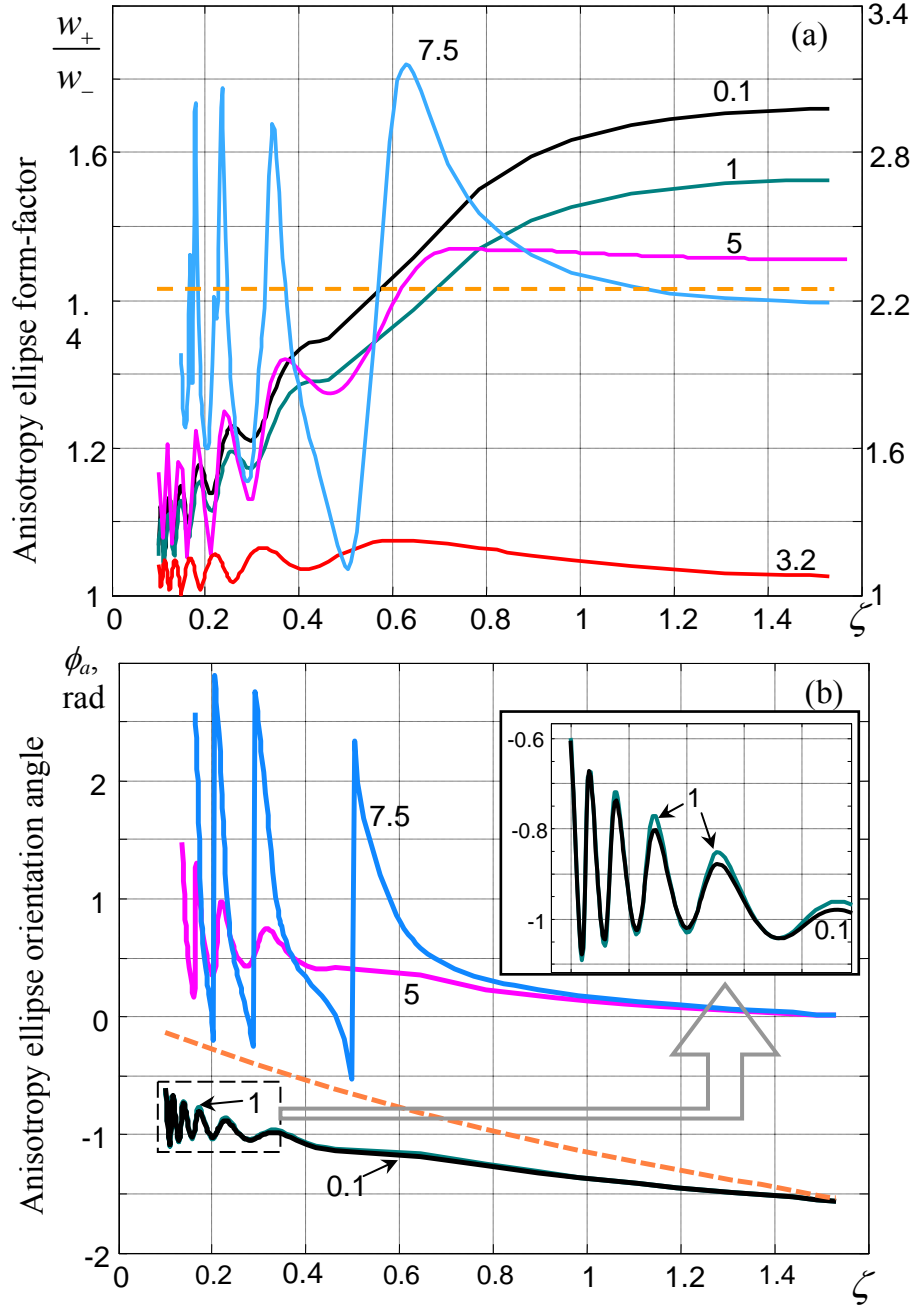 w+
w−
Anisotropy ellipse form-factor
(a)
7.5
0.1
1
5
3.2
1.6
1.
4
1.2
1
3.4
2.8
2.2
1.6
1
0 0.2 0.4 0.6 0.8 1 1.2 1.4 ζ
ϕa,
rad
Anisotropy ellipse orientation angle
(b)
2
1
0
-1
-2
7.5
5
1
0.1
-0.6
-0.8
-1
1
0.1
0 0.2 0.4 0.6 0.8 1 1.2 1.4 ζ